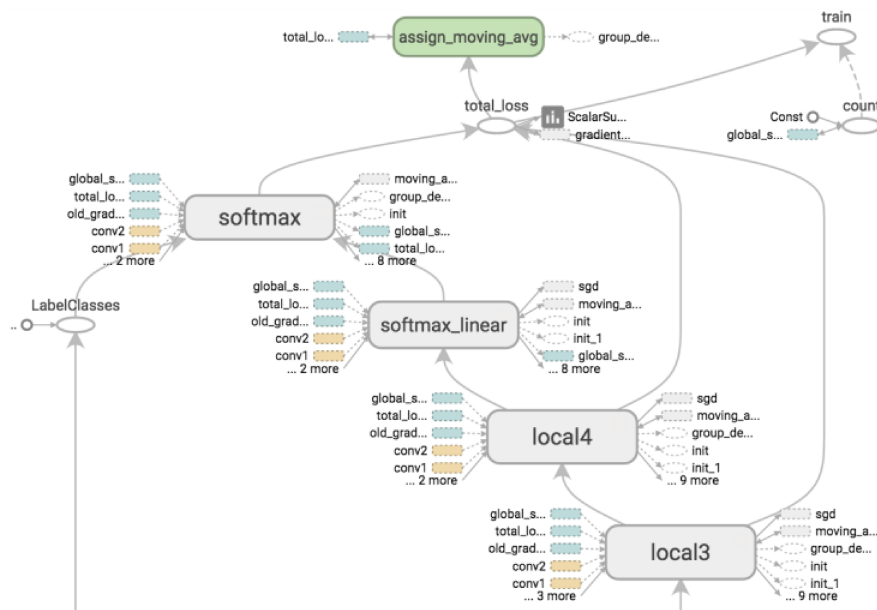 train
total_lo...
assign_moving_avg
group_de...
total_loss
ScalarSu...
gradient...
Const
count
global_s...
global_s...
total_lo...
old_grad...
conv2
conv1
... 2 more
softmax
moving_a...
group_de...
init
global_s...
total_lo...
... 8 more
LabelClasses
..
global_s...
total_lo...
old_grad...
conv2
conv1
... 2 more
softmax_linear
sgd
moving_a...
init
init_1
global_s...
... 8 more
global_s...
total_lo...
old_grad...
conv2
conv1
... 2 more
local4
sgd
moving_a...
group_de...
init
init_1
... 9 more
global_s...
total_lo...
old_grad...
conv2
conv1
... 3 more
local3
sgd
moving_a...
group_de...
init
init_1
... 9 more